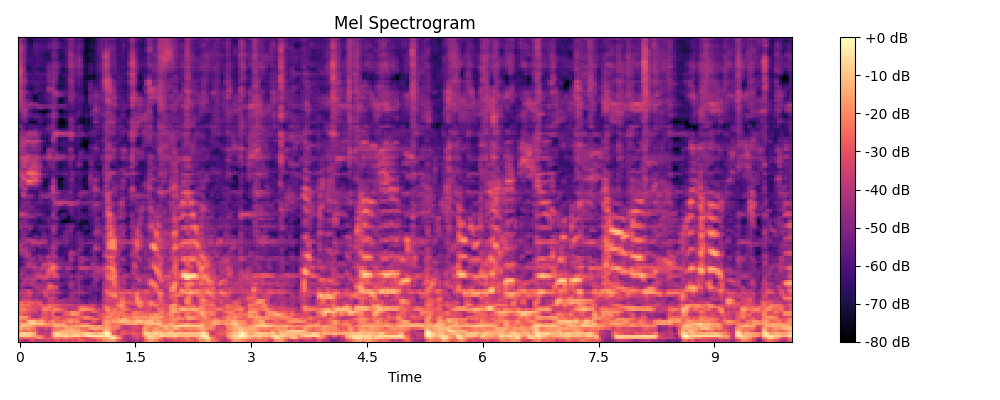 Mel Spectrogram
+0 dB
-10 dB
-20 dB
-30 dB
-40 dB
-50 dB
-60 dB
-70 dB
-80 dB
0 1.5 3 4.5 6 7.5 9
Time